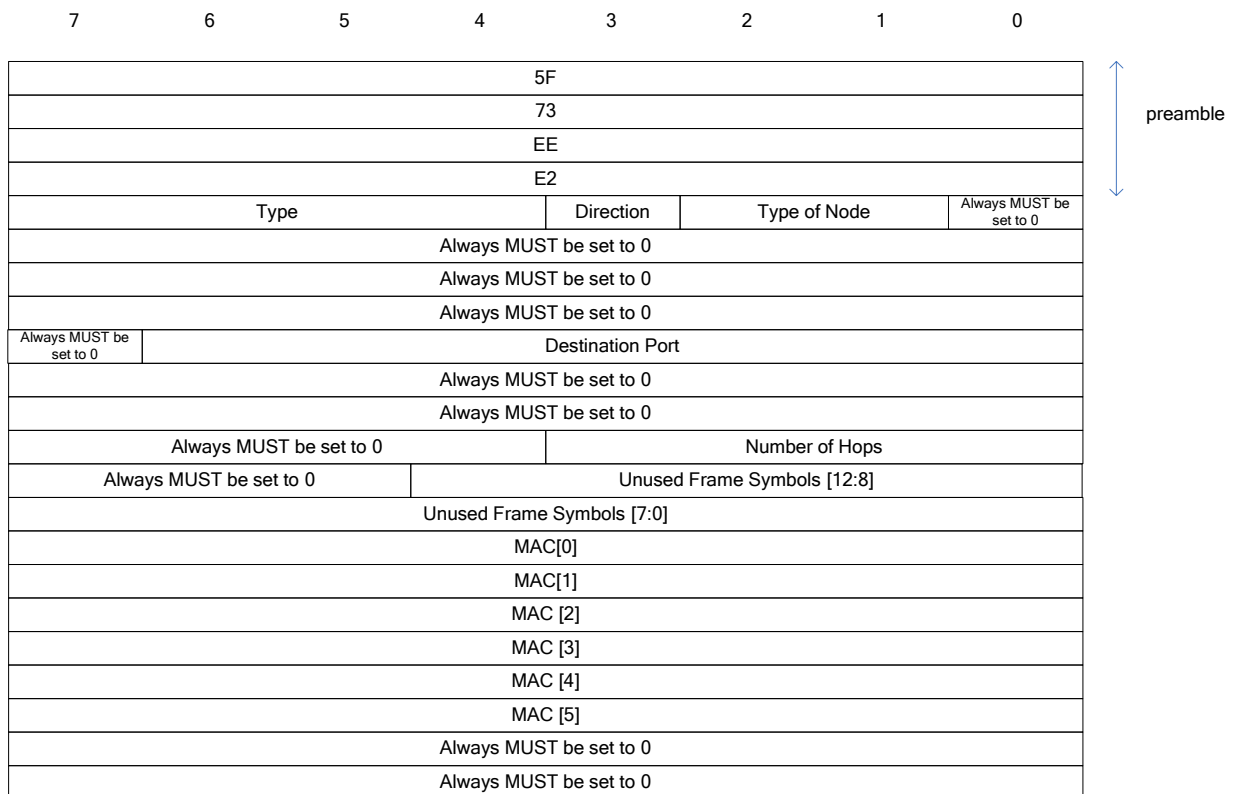 7 6 5 4 3 2 1 0
5F
73
preamble
EE
E2
Type Direction Type of Node Always MUST be
set to 0
Always MUST be set to 0
Always MUST be set to 0
Always MUST be set to 0
Always MUST be
set to 0
Destination Port
Always MUST be set to 0
Always MUST be set to 0
Always MUST be set to 0 Number of Hops
Always MUST be set to 0 Unused Frame Symbols [12:8]
Unused Frame Symbols [7:0]
MAC[0]
MAC[1]
MAC [2]
MAC [3]
MAC [4]
MAC [5]
Always MUST be set to 0
Always MUST be set to 0